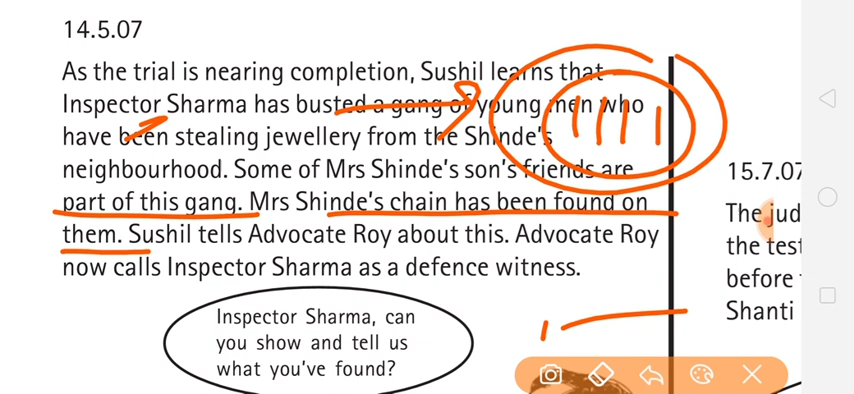 14.5.07
As the trial is nearing completion, Sushil learns that
Inspector Sharma has busted a gang of young men who
have been stealing jewellery from the Shinde's
neighbourhood. Some of Mrs Shinde's son's friends are
part of this gang. Mrs Shinde's chain has been found on
them. Sushil tells Advocate Roy about this. Advocate Roy
now calls Inspector Sharma as a defence witness.
Inspector Sharma, can
you show and tell us
what you've found?
15.7.07
The jud
the test
before
Shanti